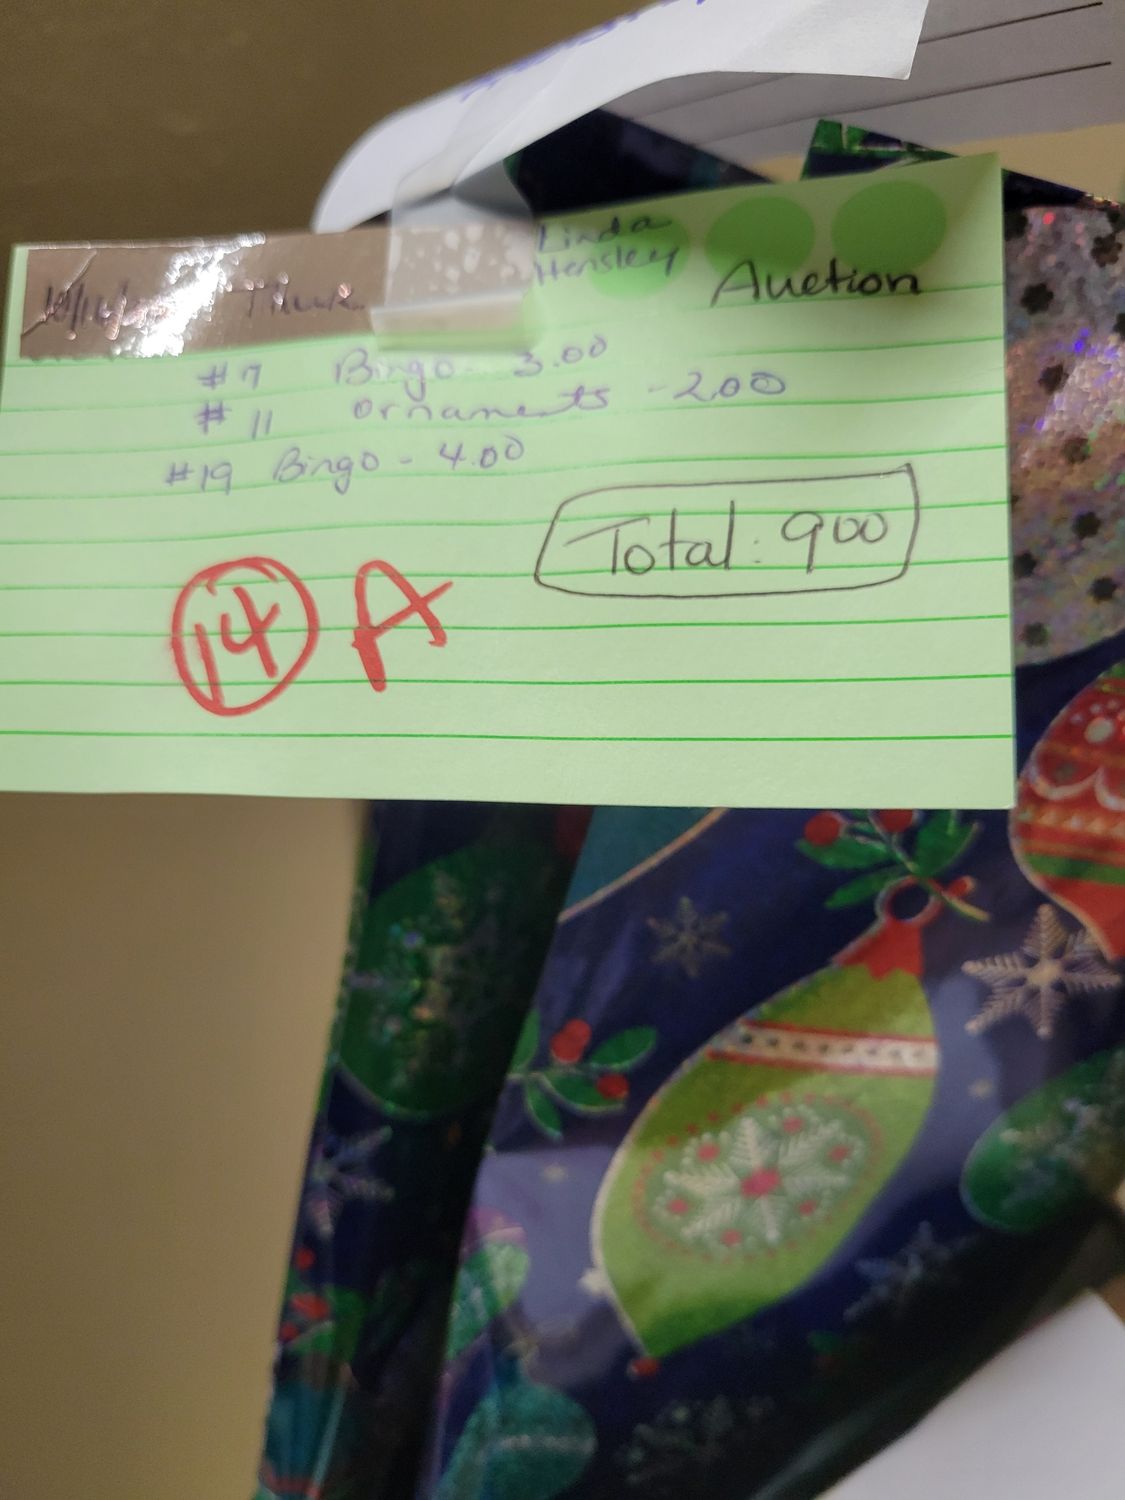 Linda
Hensley
Auction
#7 Bingo - 3.00
#11 ornaments - 2.00
#19 Bingo - 4.00
Total: 900
14 A